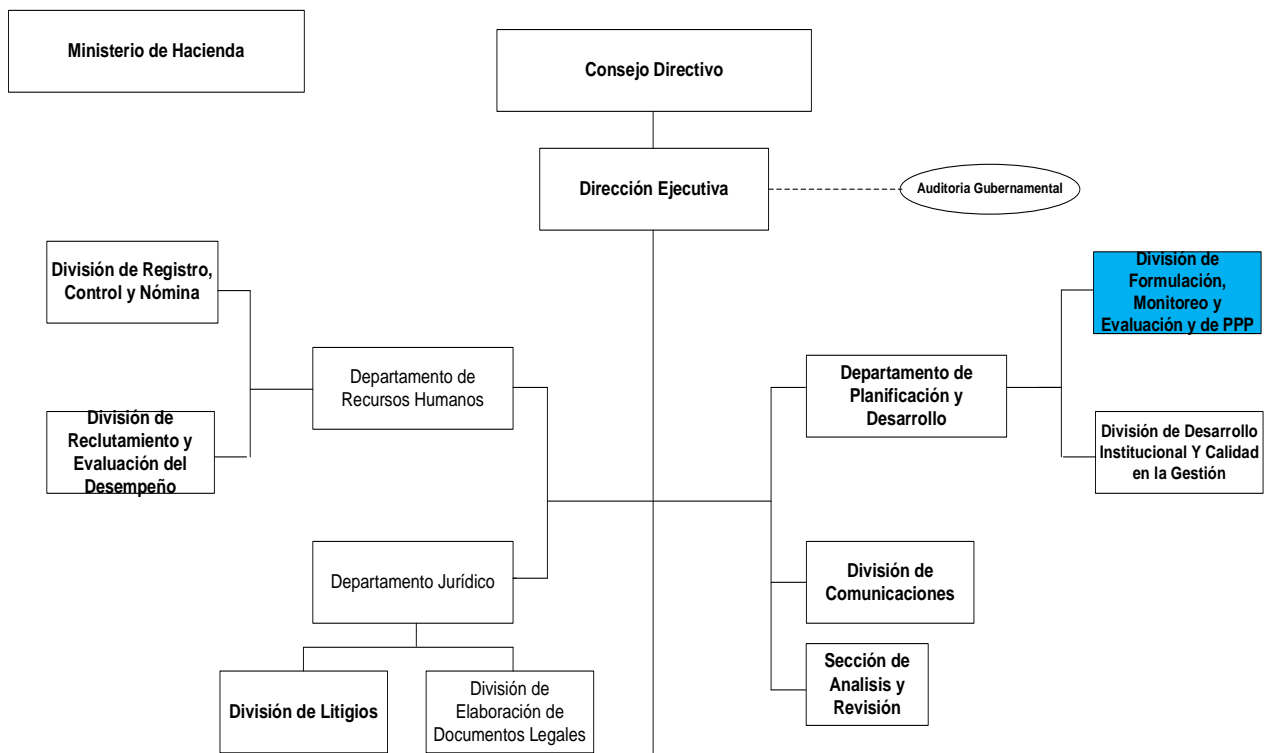 Ministerio de Hacienda
Consejo Directivo
Dirección Ejecutiva
Auditoria Gubernamental
División de Registro,
Control y Nómina
División de
Formulación,
Monitoreo y
Evaluación y de PPP
Departamento de
Recursos Humanos
Departamento de
Planificación y
Desarrollo
División de
Reclutamiento y
Evaluación del
Desempeño
División de Desarrollo
Institucional Y Calidad
en la Gestión
Departamento Jurídico
División de
Comunicaciones
División de Litigios
División de
Elaboración de
Documentos Legales
Sección de
Analisis y
Revisión